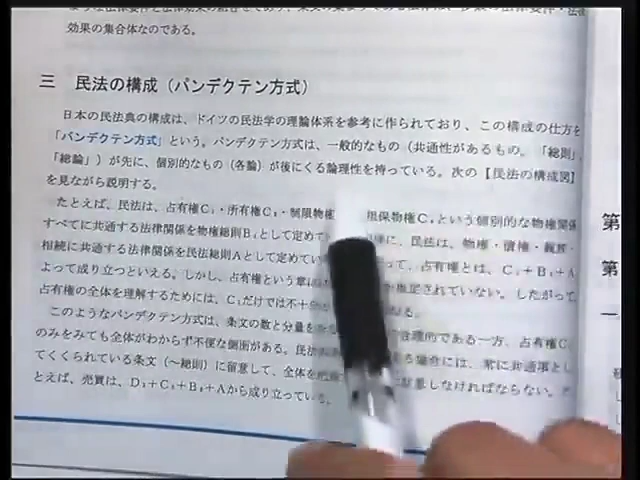 効果の集合体なのである。
三 民法の構成（パンデクテン方式）
日本の民法典の構成は、ドイツの民法学の理論体系を参考に作られており、この構成の仕方を
「パンデクテン方式」という。パンデクテン方式は、一般的なもの（共通性があるもの。「総則」
「総論」）が先に、個別的なもの（各論）が後にくる論理性を持っている。次の【民法の構成図】
を見ながら説明する。
たとえば、民法は、占有権C₁・所有権C₂・制限物権 限保物権C₄という個別的な物権関係
すべてに共通する法律関係を物権総則B₁として定めて に、民法は、物権・債権・親族・
相続に共通する法律関係を民法総則Aとして定めてい って、占有権とは、C₁＋B₁＋A
よって成り立つといえる。しかし、占有権という章 定されていない。したがって
占有権の全体を理解するためには、C₁だけでは不十 る。
このようなパンデクテン方式は、条文の数と分量を 合理的である一方、占有権C₁
のみをみても全体がわからず不便な側面がある。民法 場合には、常に共通項とし
てくくられている条文（～総則）に留意して、全体を 意しなければならない。た
とえば、売買は、D₁＋C₁＋B₂＋Aから成り立っている。
第
第
一